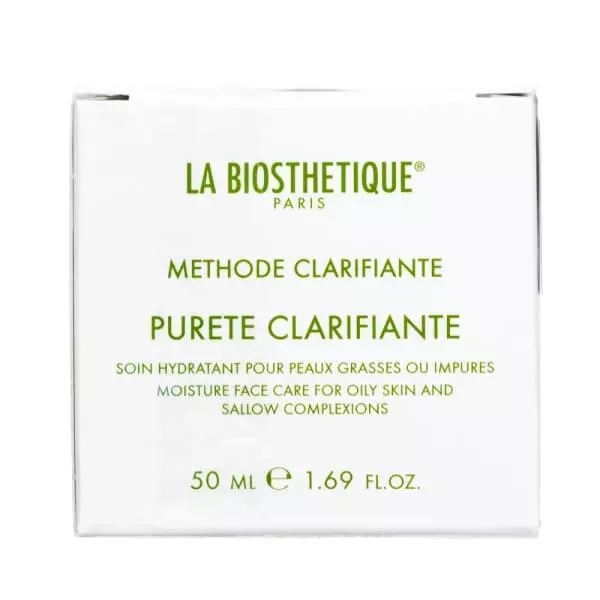 LA BIOSTHETIQUE®
PARIS
METHODE CLARIFIANTE
PURETE CLARIFIANTE
SOIN HYDRATANT POUR PEAUX GRASSES OU IMPURES
MOISTURE FACE CARE FOR OILY SKIN AND
SALLOW COMPLEXIONS
50 ML ℮ 1.69 FL.OZ.